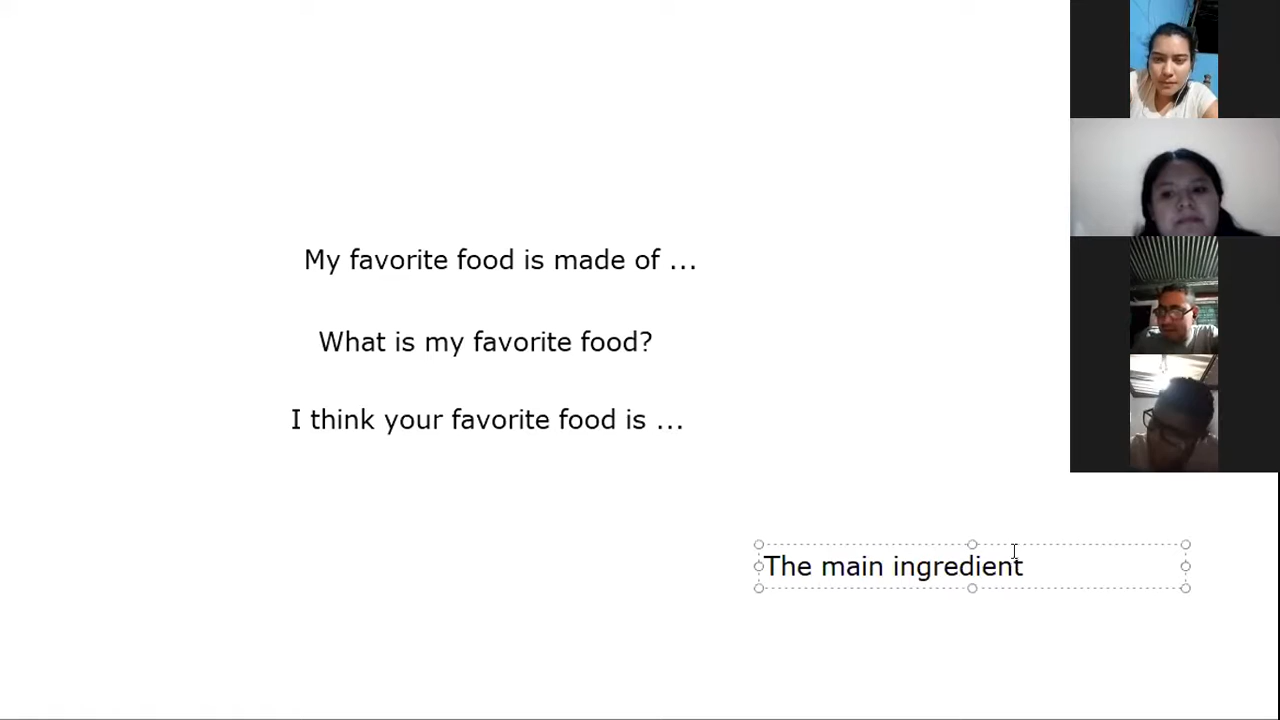 My favorite food is made of ...
What is my favorite food?
I think your favorite food is ...
The main ingredient